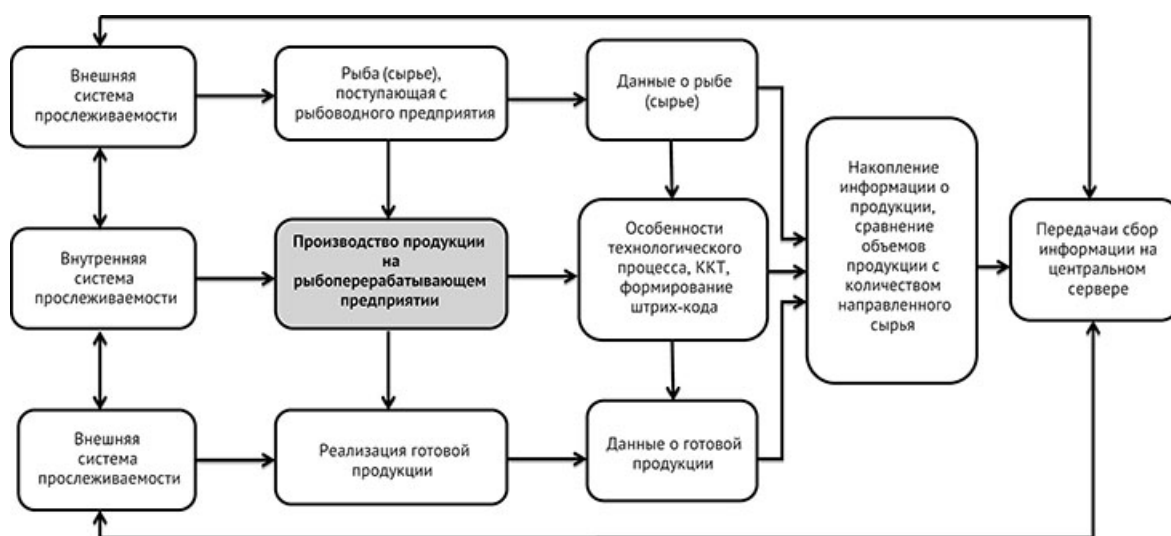 Внешняя
система
прослеживаемости
Рыба (сырье),
поступающая с
рыбоводного предприятия
Данные о рыбе
(сырье)
Накопление
информации о
продукции,
сравнение
объемов
продукции с
количеством
направленного
сырья
Передачаи сбор
информации на
центральном
сервере
Внутренняя
система
прослеживаемости
Производство продукции
на
рыбоперерабатывающем
предприятии
Особенности
технологического
процесса, ККТ,
формирование
штрих-кода
Внешняя
система
прослеживаемости
Реализация готовой
продукции
Данные о готовой
продукции